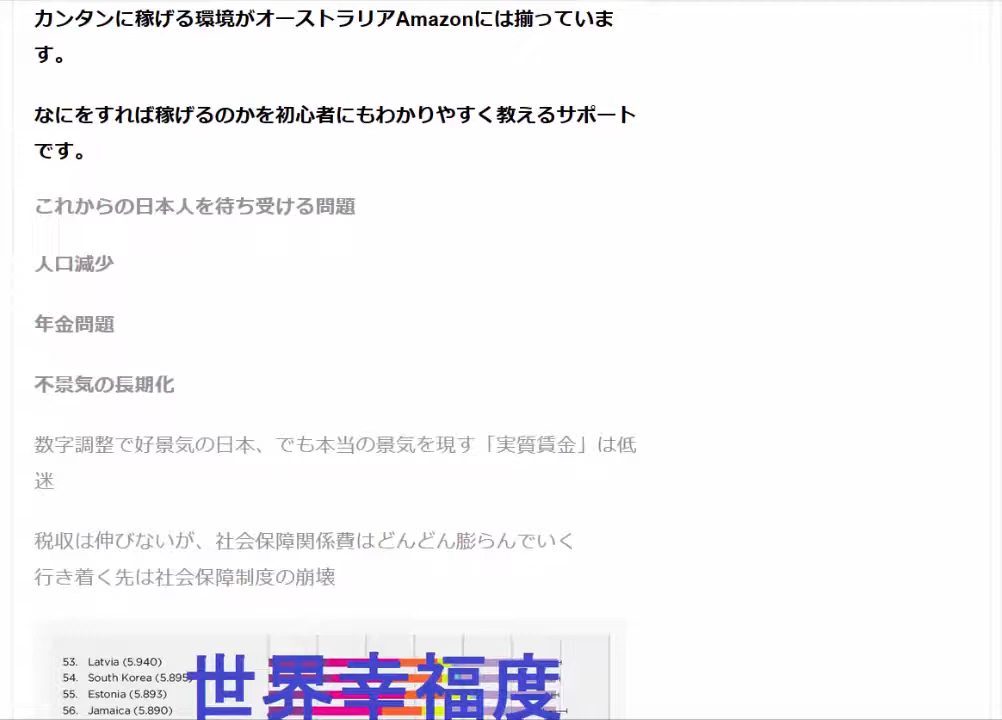 カンタンに稼げる環境がオーストラリアAmazonには揃っていま
す。
なにをすれば稼げるのかを初心者にもわかりやすく教えるサポート
です。
これからの日本人を待ち受ける問題
人口減少
年金問題
不景気の長期化
数字調整で好景気の日本、でも本当の景気を現す「実質賃金」は低
迷
税収は伸びないが、社会保障関係費はどんどん膨らんでいく
行き着く先は社会保障制度の崩壊
53. Latvia (5.940)
54. South Korea (5.895)
55. Estonia (5.893)
56. Jamaica (5.890)
世界幸福度